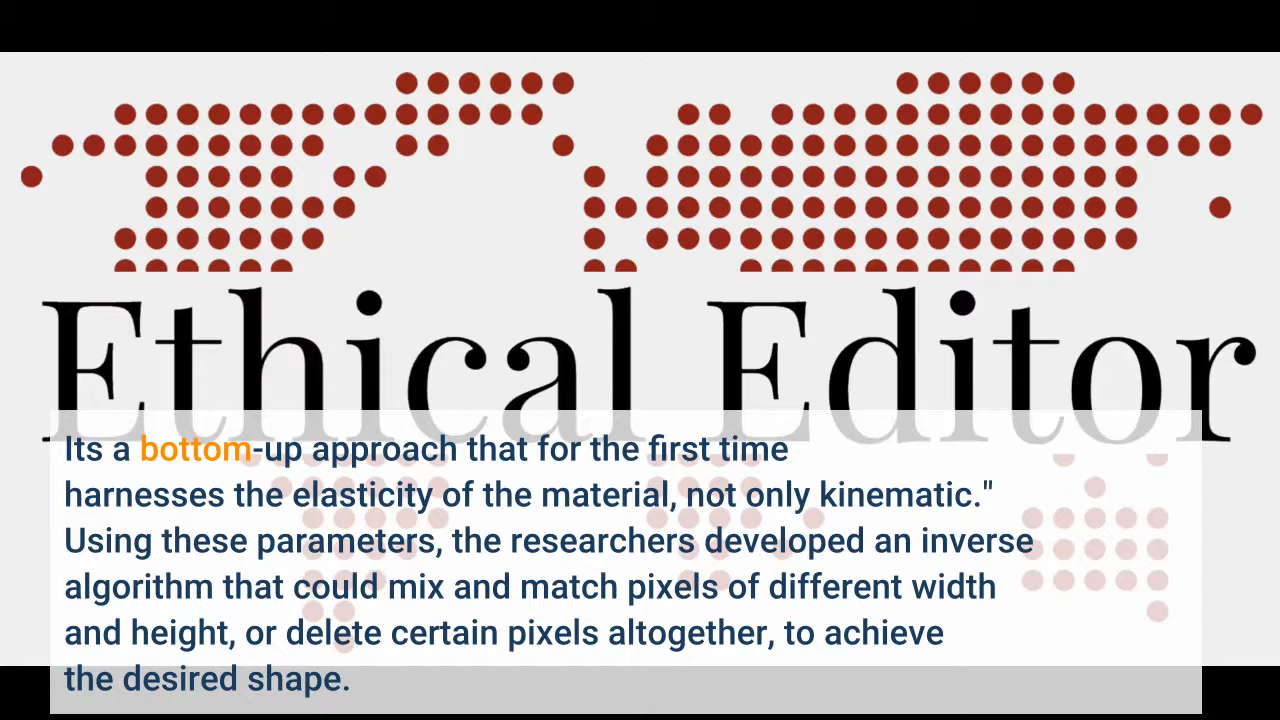 Ethical Editor
Its a bottom-up approach that for the first time
harnesses the elasticity of the material, not only kinematic."
Using these parameters, the researchers developed an inverse
algorithm that could mix and match pixels of different width
and height, or delete certain pixels altogether, to achieve
the desired shape.